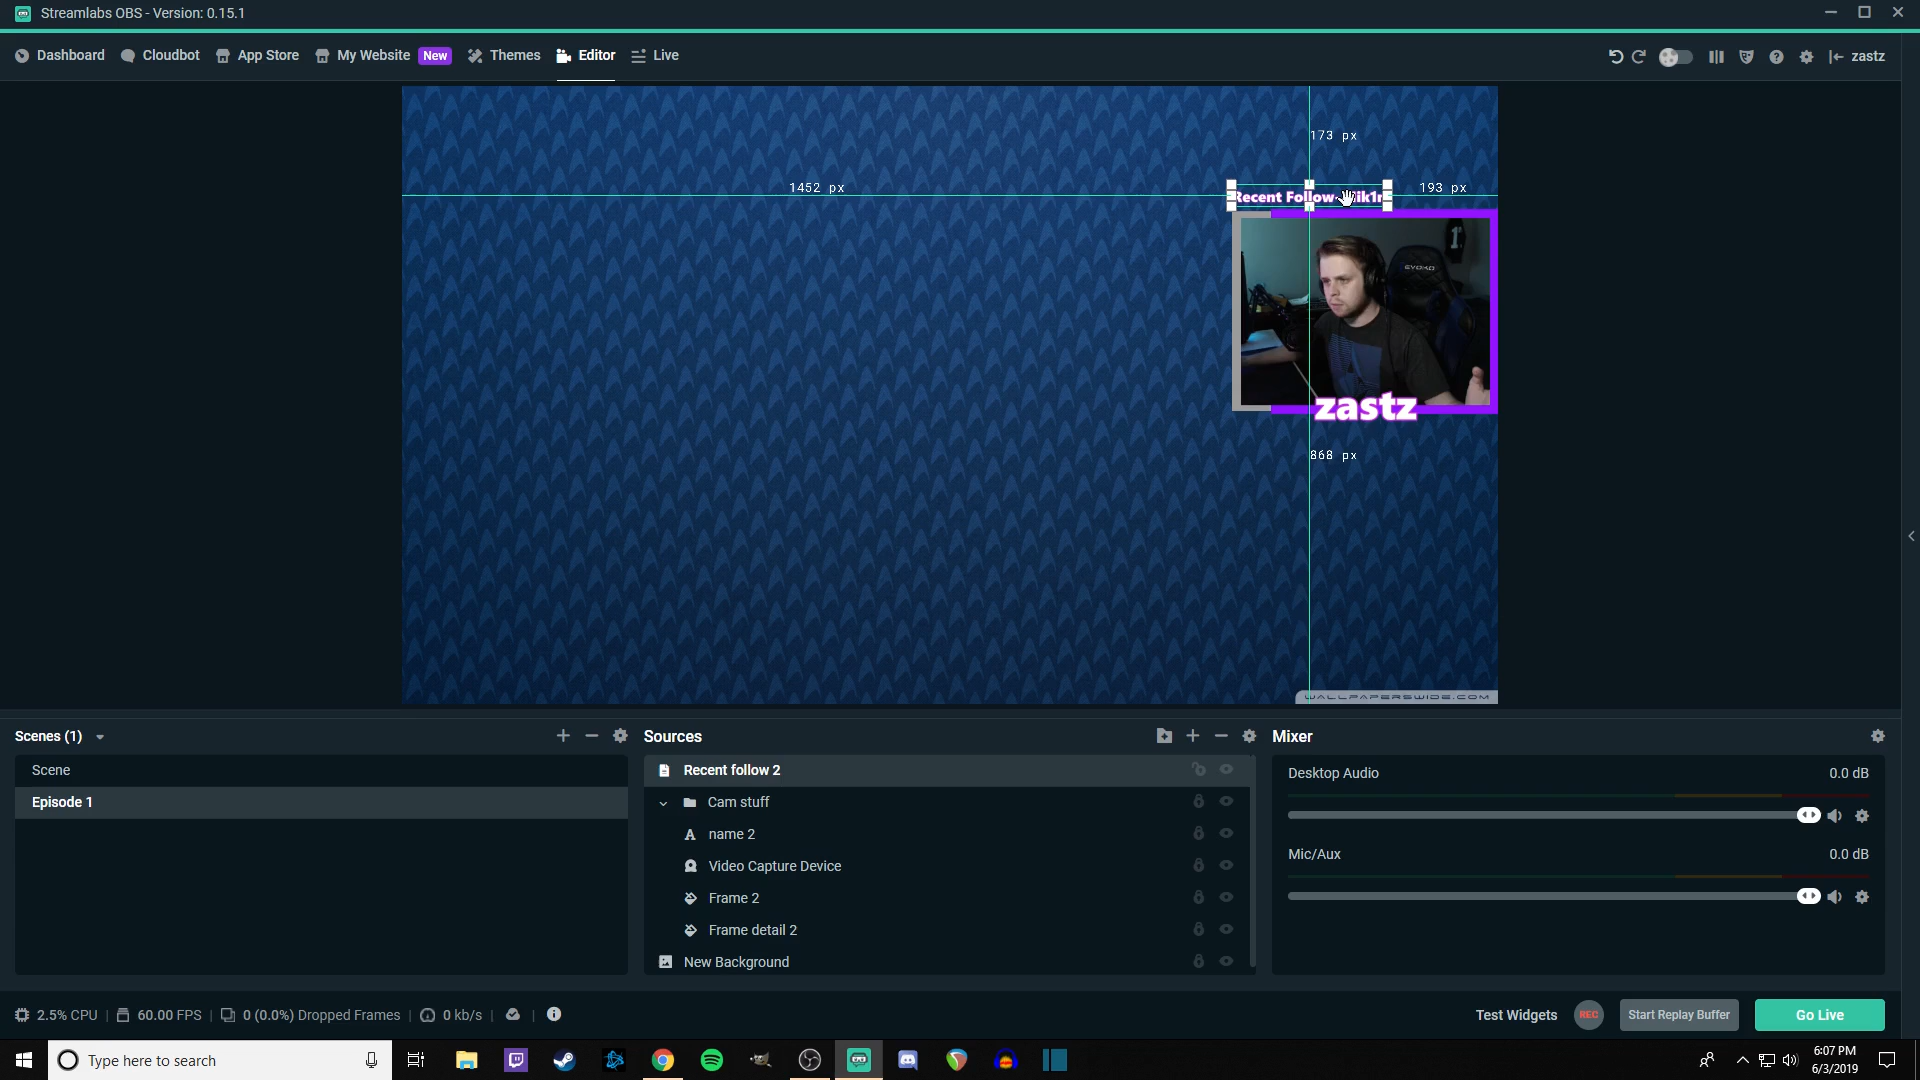 Streamlabs OBS - Version: 0.15.1
Dashboard Cloudbot App Store My Website New Themes Editor Live zastz
173 px
1452 px
193 px
Recent Follow
EVOKO
zastz
868 px
WALLPAPERSWIDE.COM
Scenes (1)
Scene
Episode 1
Sources
Recent follow 2
Cam stuff
name 2
Video Capture Device
Frame 2
Frame detail 2
New Background
Mixer
Desktop Audio 0.0 dB
Mic/Aux 0.0 dB
2.5% CPU 60.00 FPS 0 (0.0%) Dropped Frames 0 kb/s
Test Widgets REC Start Replay Buffer Go Live
Type here to search
6:07 PM
6/3/2019